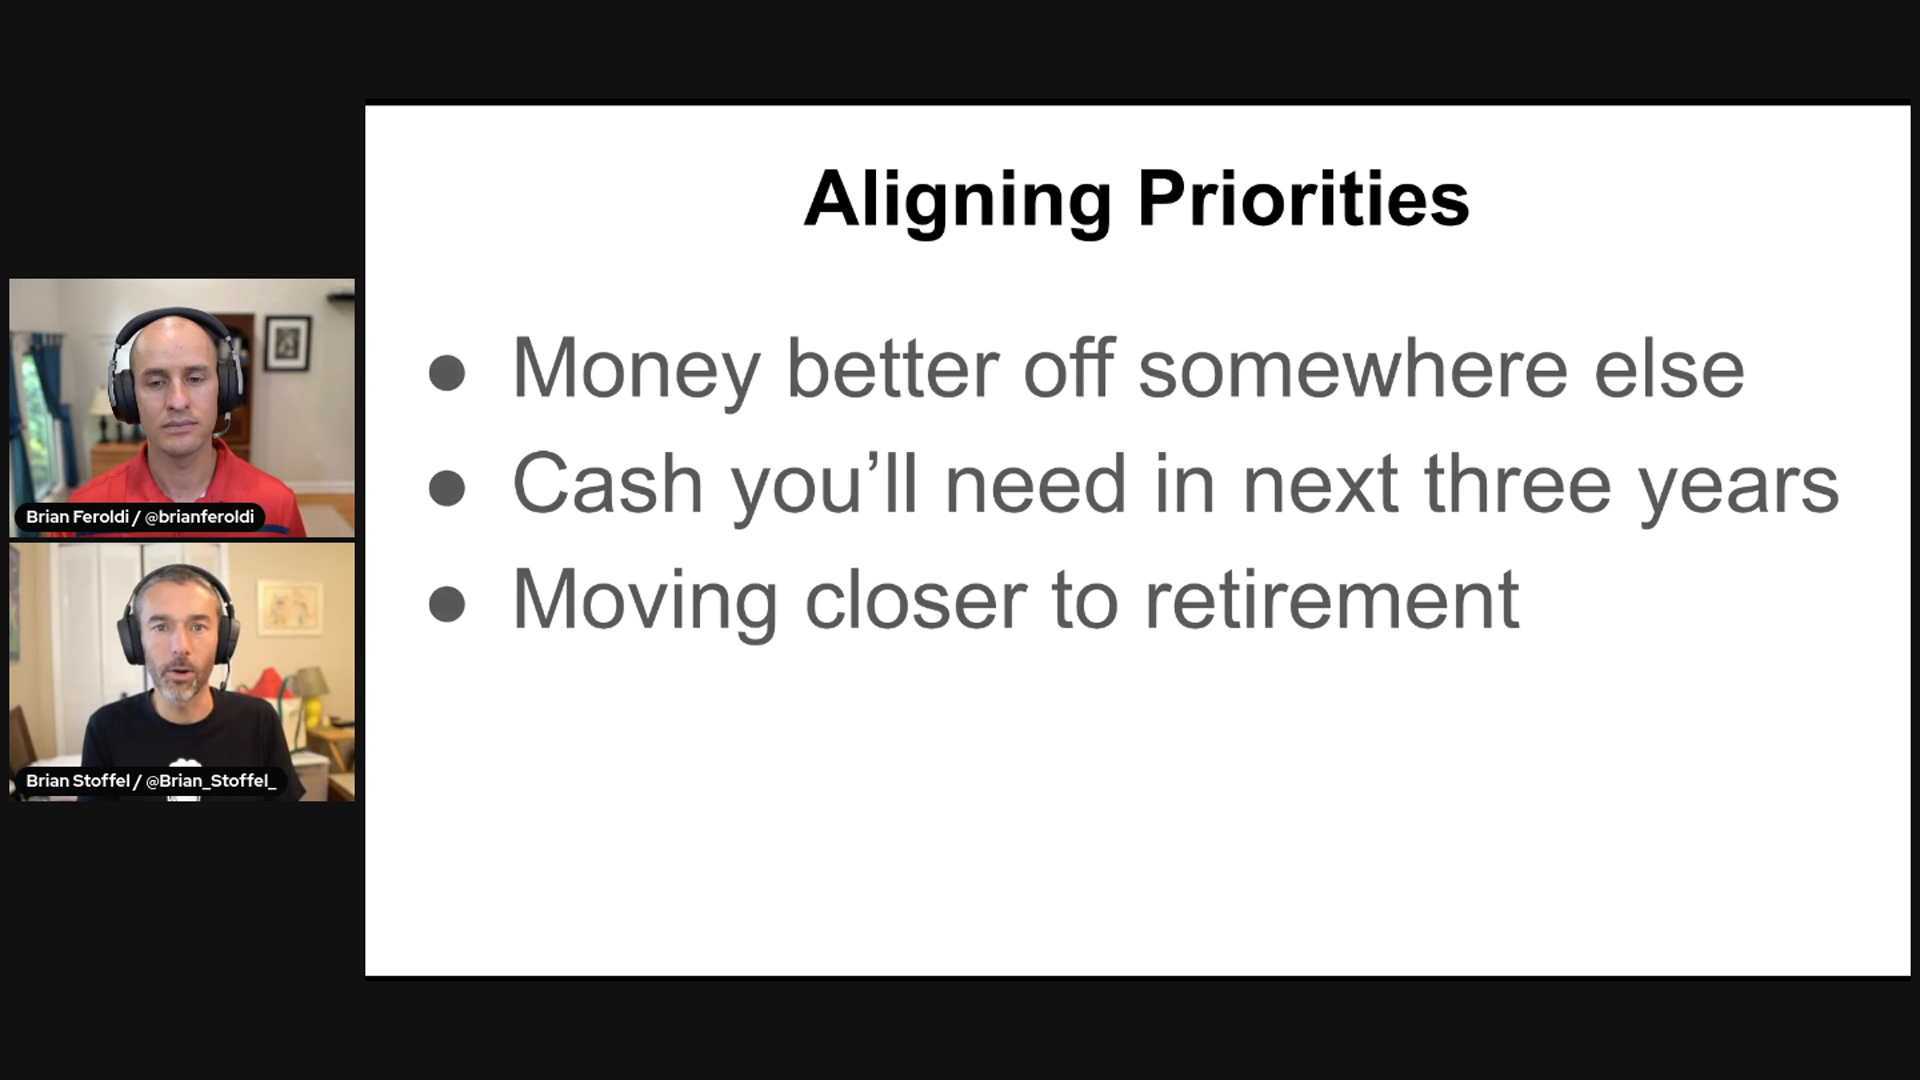 Aligning Priorities
● Money better off somewhere else
● Cash you’ll need in next three years
● Moving closer to retirement
Brian Feroldi / @brianferoldi
Brian Stoffel / @Brian_Stoffel_